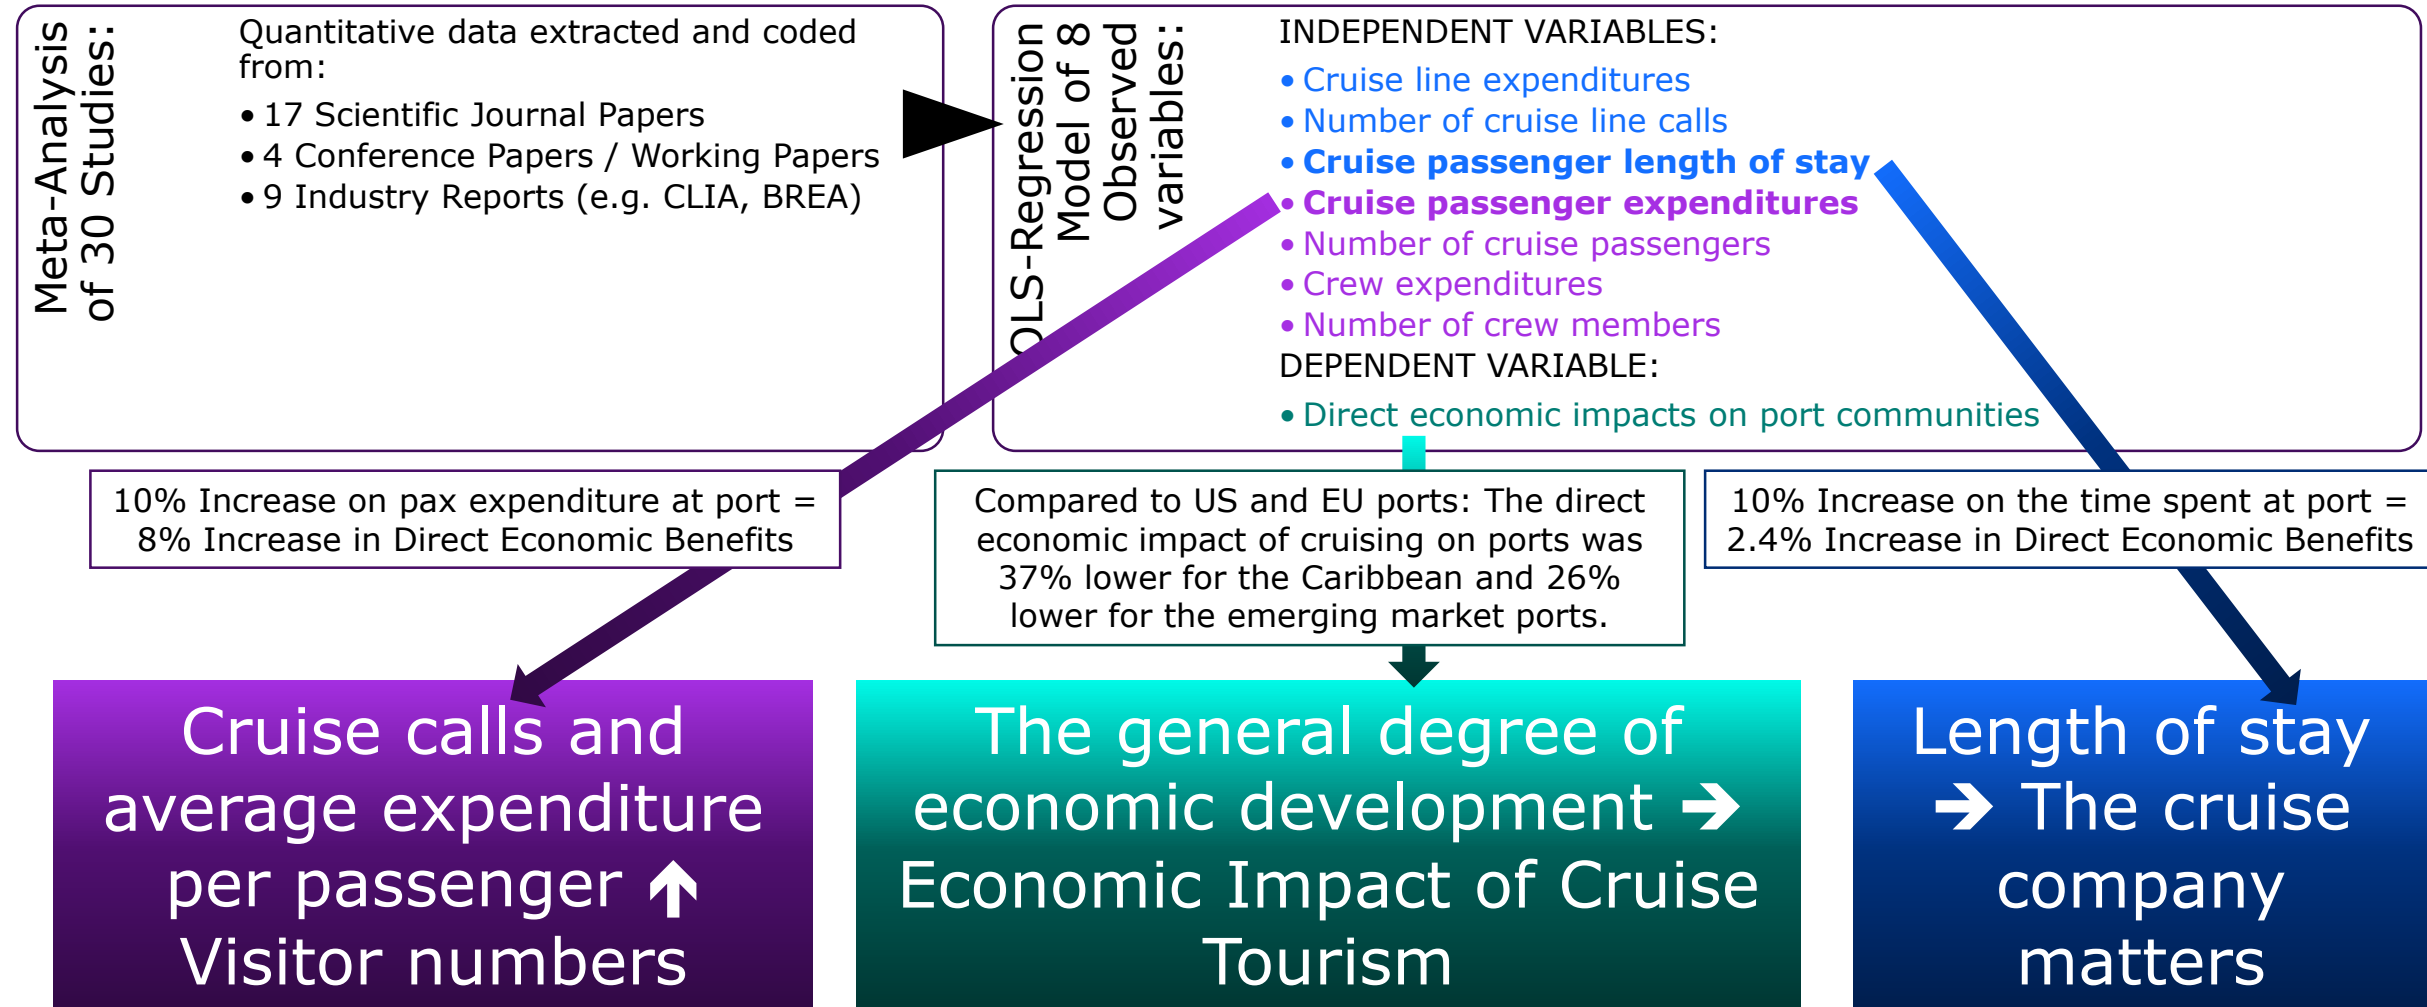 Meta-Analysis
of 30 Studies:
Quantitative data extracted and coded
from:
• 17 Scientific Journal Papers
• 4 Conference Papers / Working Papers
• 9 Industry Reports (e.g. CLIA, BREA)
OLS-Regression
Model of 8
Observed
variables:
INDEPENDENT VARIABLES:
• Cruise line expenditures
• Number of cruise line calls
• Cruise passenger length of stay
• Cruise passenger expenditures
• Number of cruise passengers
• Crew expenditures
• Number of crew members
DEPENDENT VARIABLE:
• Direct economic impacts on port communities
10% Increase on pax expenditure at port =
8% Increase in Direct Economic Benefits
Compared to US and EU ports: The direct
economic impact of cruising on ports was
37% lower for the Caribbean and 26%
lower for the emerging market ports.
10% Increase on the time spent at port =
2.4% Increase in Direct Economic Benefits
Cruise calls and
average expenditure
per passenger ↑
Visitor numbers
The general degree of
economic development →
Economic Impact of Cruise
Tourism
Length of stay
→ The cruise
company
matters